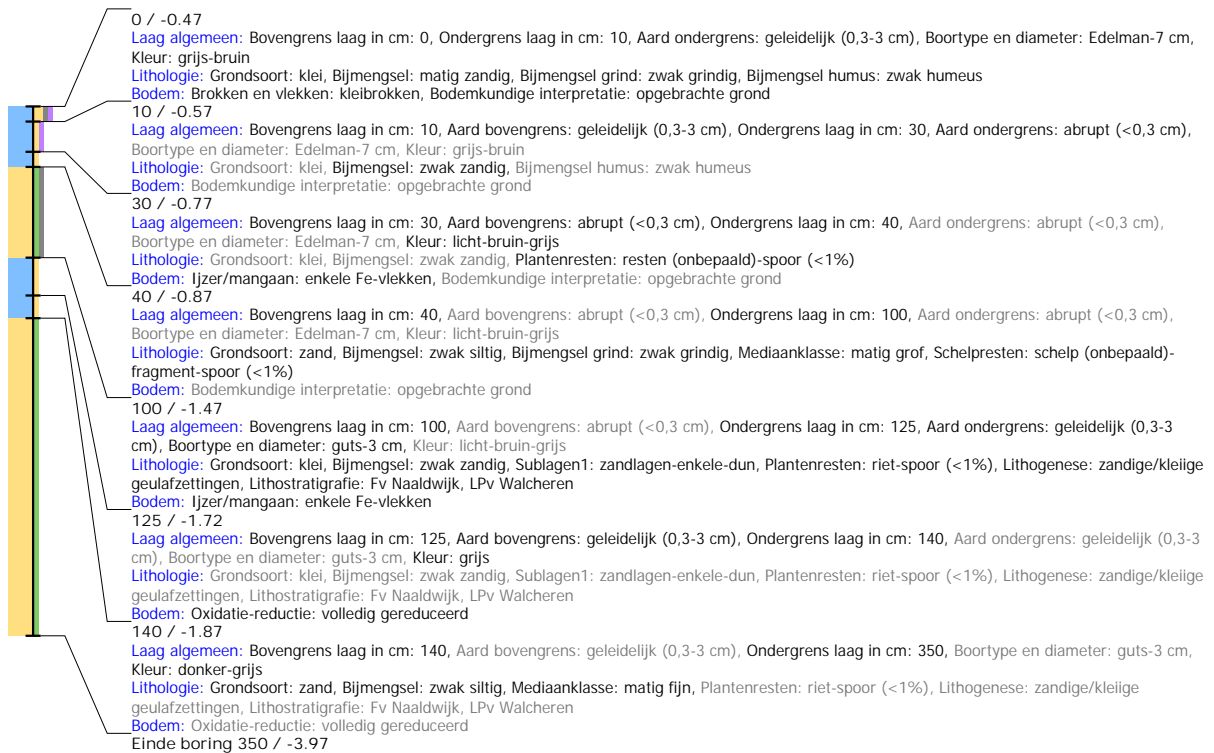 0 / -0.47
Laag algemeen: Bovengrens laag in cm: 0, Ondergrens laag in cm: 10, Aard ondergrens: geleidelijk (0,3-3 cm), Boortype en diameter: Edelman-7 cm,
Kleur: grijs-bruin
Lithologie: Grondsoort: klei, Bijmengsel: matig zandig, Bijmengsel grind: zwak grindig, Bijmengsel humus: zwak humeus
Bodem: Brokken en vlekken: kleibrokken, Bodemkundige interpretatie: opgebrachte grond
10 / -0.57
Laag algemeen: Bovengrens laag in cm: 10, Aard bovengrens: geleidelijk (0,3-3 cm), Ondergrens laag in cm: 30, Aard ondergrens: abrupt (<0,3 cm),
Boortype en diameter: Edelman-7 cm, Kleur: grijs-bruin
Lithologie: Grondsoort: klei, Bijmengsel: zwak zandig, Bijmengsel humus: zwak humeus
Bodem: Bodemkundige interpretatie: opgebrachte grond
30 / -0.77
Laag algemeen: Bovengrens laag in cm: 30, Aard bovengrens: abrupt (<0,3 cm), Ondergrens laag in cm: 40, Aard ondergrens: abrupt (<0,3 cm),
Boortype en diameter: Edelman-7 cm, Kleur: licht-bruin-grijs
Lithologie: Grondsoort: klei, Bijmengsel: zwak zandig, Plantenresten: resten (onbepaald)-spoor (<1%)
Bodem: Ijzer/mangaan: enkele Fe-vlekken, Bodemkundige interpretatie: opgebrachte grond
40 / -0.87
Laag algemeen: Bovengrens laag in cm: 40, Aard bovengrens: abrupt (<0,3 cm), Ondergrens laag in cm: 100, Aard ondergrens: abrupt (<0,3 cm),
Boortype en diameter: Edelman-7 cm, Kleur: licht-bruin-grijs
Lithologie: Grondsoort: zand, Bijmengsel: zwak siltig, Bijmengsel grind: zwak grindig, Mediaanklasse: matig grof, Schelpresten: schelp (onbepaald)-
fragment-spoor (<1%)
Bodem: Bodemkundige interpretatie: opgebrachte grond
100 / -1.47
Laag algemeen: Bovengrens laag in cm: 100, Aard bovengrens: abrupt (<0,3 cm), Ondergrens laag in cm: 125, Aard ondergrens: geleidelijk (0,3-3
cm), Boortype en diameter: guts-3 cm, Kleur: licht-bruin-grijs
Lithologie: Grondsoort: klei, Bijmengsel: zwak zandig, Sublagen1: zandlagen-enkele-dun, Plantenresten: riet-spoor (<1%), Lithogenese: zandige/kleiige
geulafzettingen, Lithostratigrafie: Fv Naaldwijk, LPv Walcheren
Bodem: Ijzer/mangaan: enkele Fe-vlekken
125 / -1.72
Laag algemeen: Bovengrens laag in cm: 125, Aard bovengrens: geleidelijk (0,3-3 cm), Ondergrens laag in cm: 140, Aard ondergrens: geleidelijk (0,3-3
cm), Boortype en diameter: guts-3 cm, Kleur: grijs
Lithologie: Grondsoort: klei, Bijmengsel: zwak zandig, Sublagen1: zandlagen-enkele-dun, Plantenresten: riet-spoor (<1%), Lithogenese: zandige/kleiige
geulafzettingen, Lithostratigrafie: Fv Naaldwijk, LPv Walcheren
Bodem: Oxidatie-reductie: volledig gereduceerd
140 / -1.87
Laag algemeen: Bovengrens laag in cm: 140, Aard bovengrens: geleidelijk (0,3-3 cm), Ondergrens laag in cm: 350, Boortype en diameter: guts-3 cm,
Kleur: donker-grijs
Lithologie: Grondsoort: zand, Bijmengsel: zwak siltig, Mediaanklasse: matig fijn, Plantenresten: riet-spoor (<1%), Lithogenese: zandige/kleiige
geulafzettingen, Lithostratigrafie: Fv Naaldwijk, LPv Walcheren
Bodem: Oxidatie-reductie: volledig gereduceerd
Einde boring 350 / -3.97